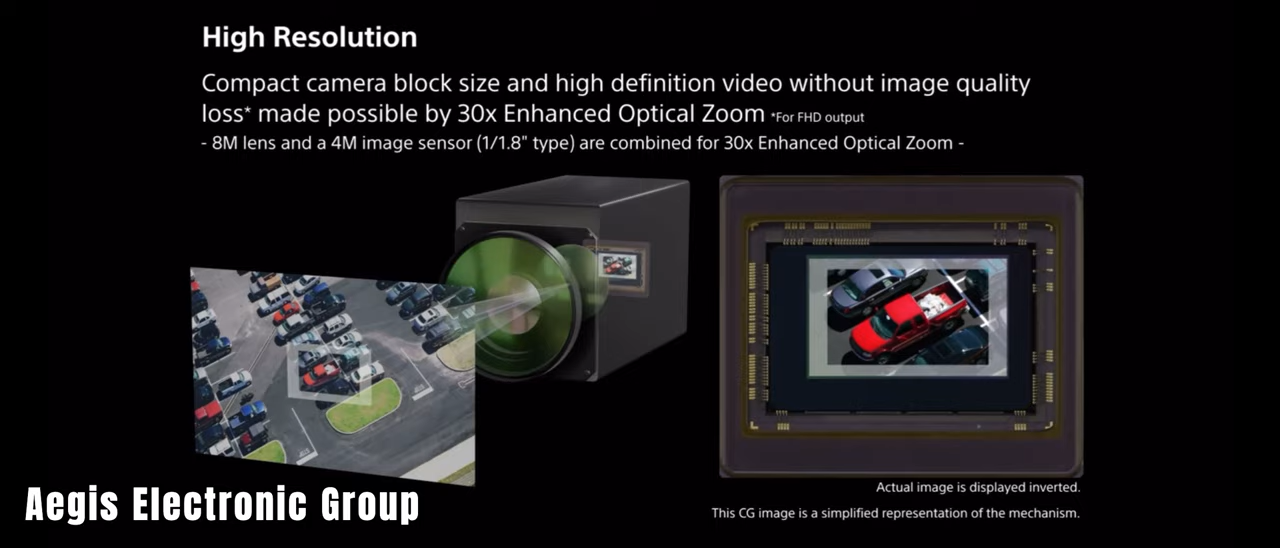 High Resolution
Compact camera block size and high definition video without image quality
loss* made possible by 30x Enhanced Optical Zoom *For FHD output
- 8M lens and a 4M image sensor (1/1.8" type) are combined for 30x Enhanced Optical Zoom -
Actual image is displayed inverted.
Aegis Electronic Group
This CG image is a simplified representation of the mechanism.